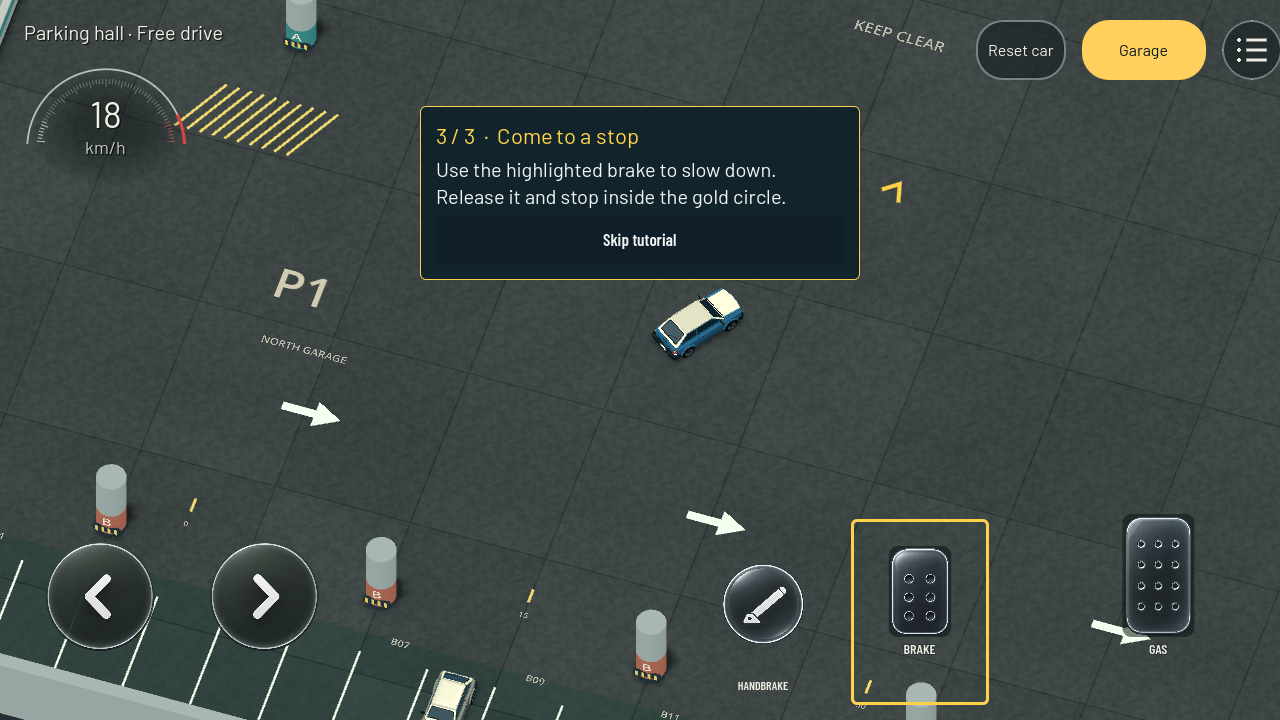 Parking hall · Free drive
A
KEEP CLEAR
Reset car
Garage
18
km/h
3 / 3 · Come to a stop
Use the highlighted brake to slow down.
Release it and stop inside the gold circle.
Skip tutorial
P1
NORTH GARAGE
B
0
B
15
B07
B
B09
B11
HANDBRAKE
BRAKE
GAS